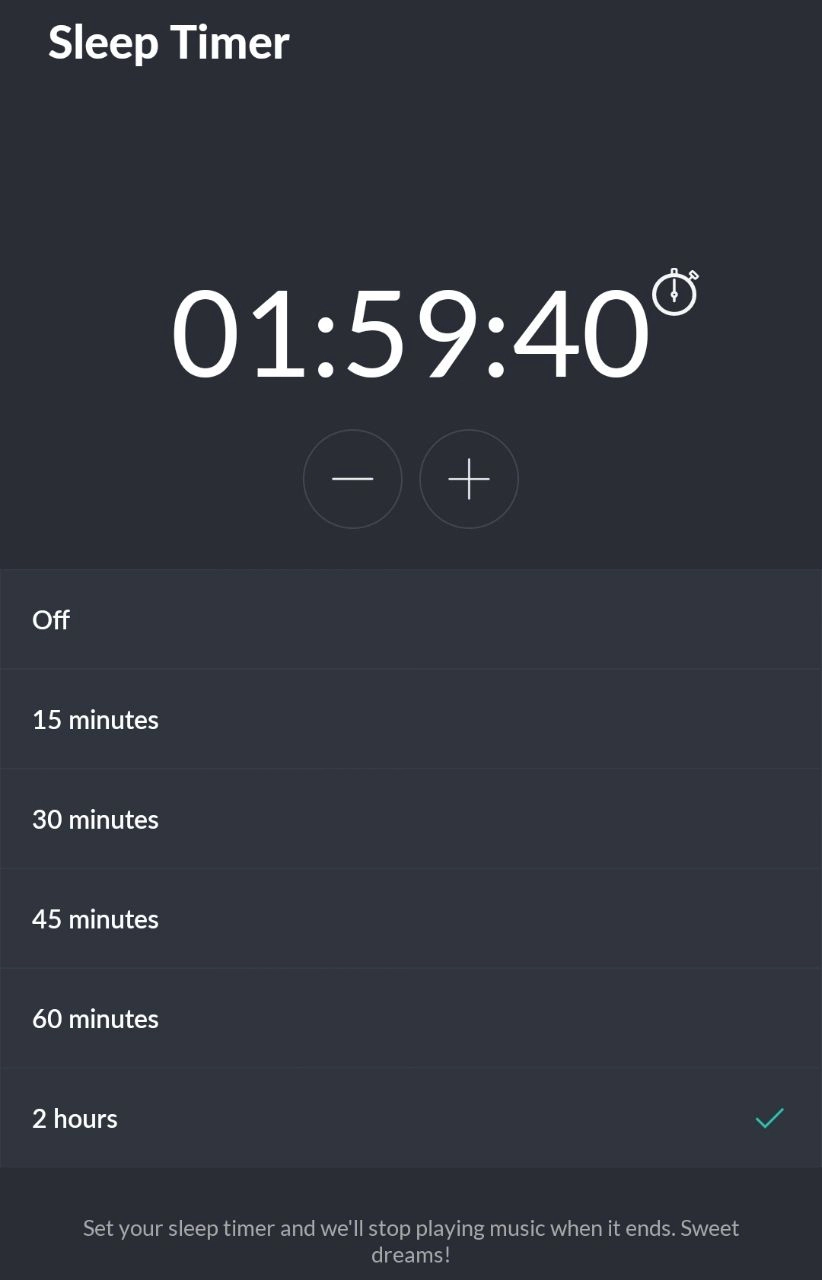 Sleep Timer
01:59:40
Off
15 minutes
30 minutes
45 minutes
60 minutes
2 hours
Set your sleep timer and we'll stop playing music when it ends. Sweet
dreams!